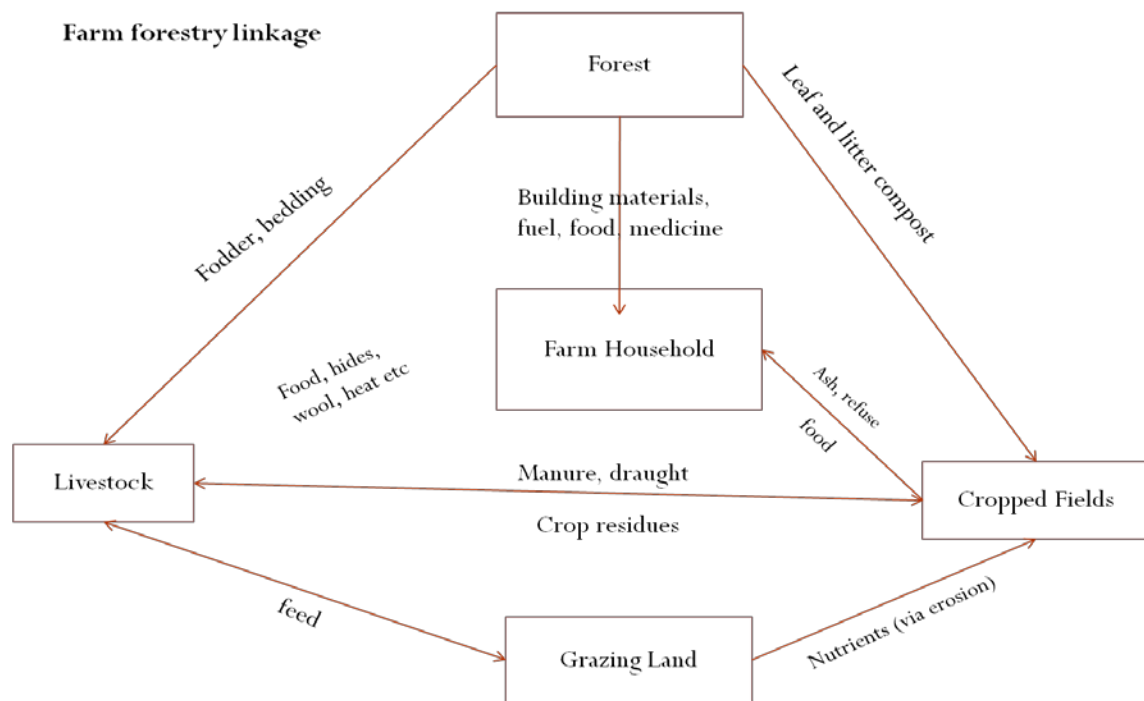 Farm forestry linkage
Forest
Leaf and litter compost
Fodder, bedding
Building materials,
fuel, food, medicine
Farm Household
Food, hides,
wool, heat etc
Ash, refuse
food
Livestock
Manure, draught
Crop residues
Cropped Fields
feed
Grazing Land
Nutrients (via erosion)